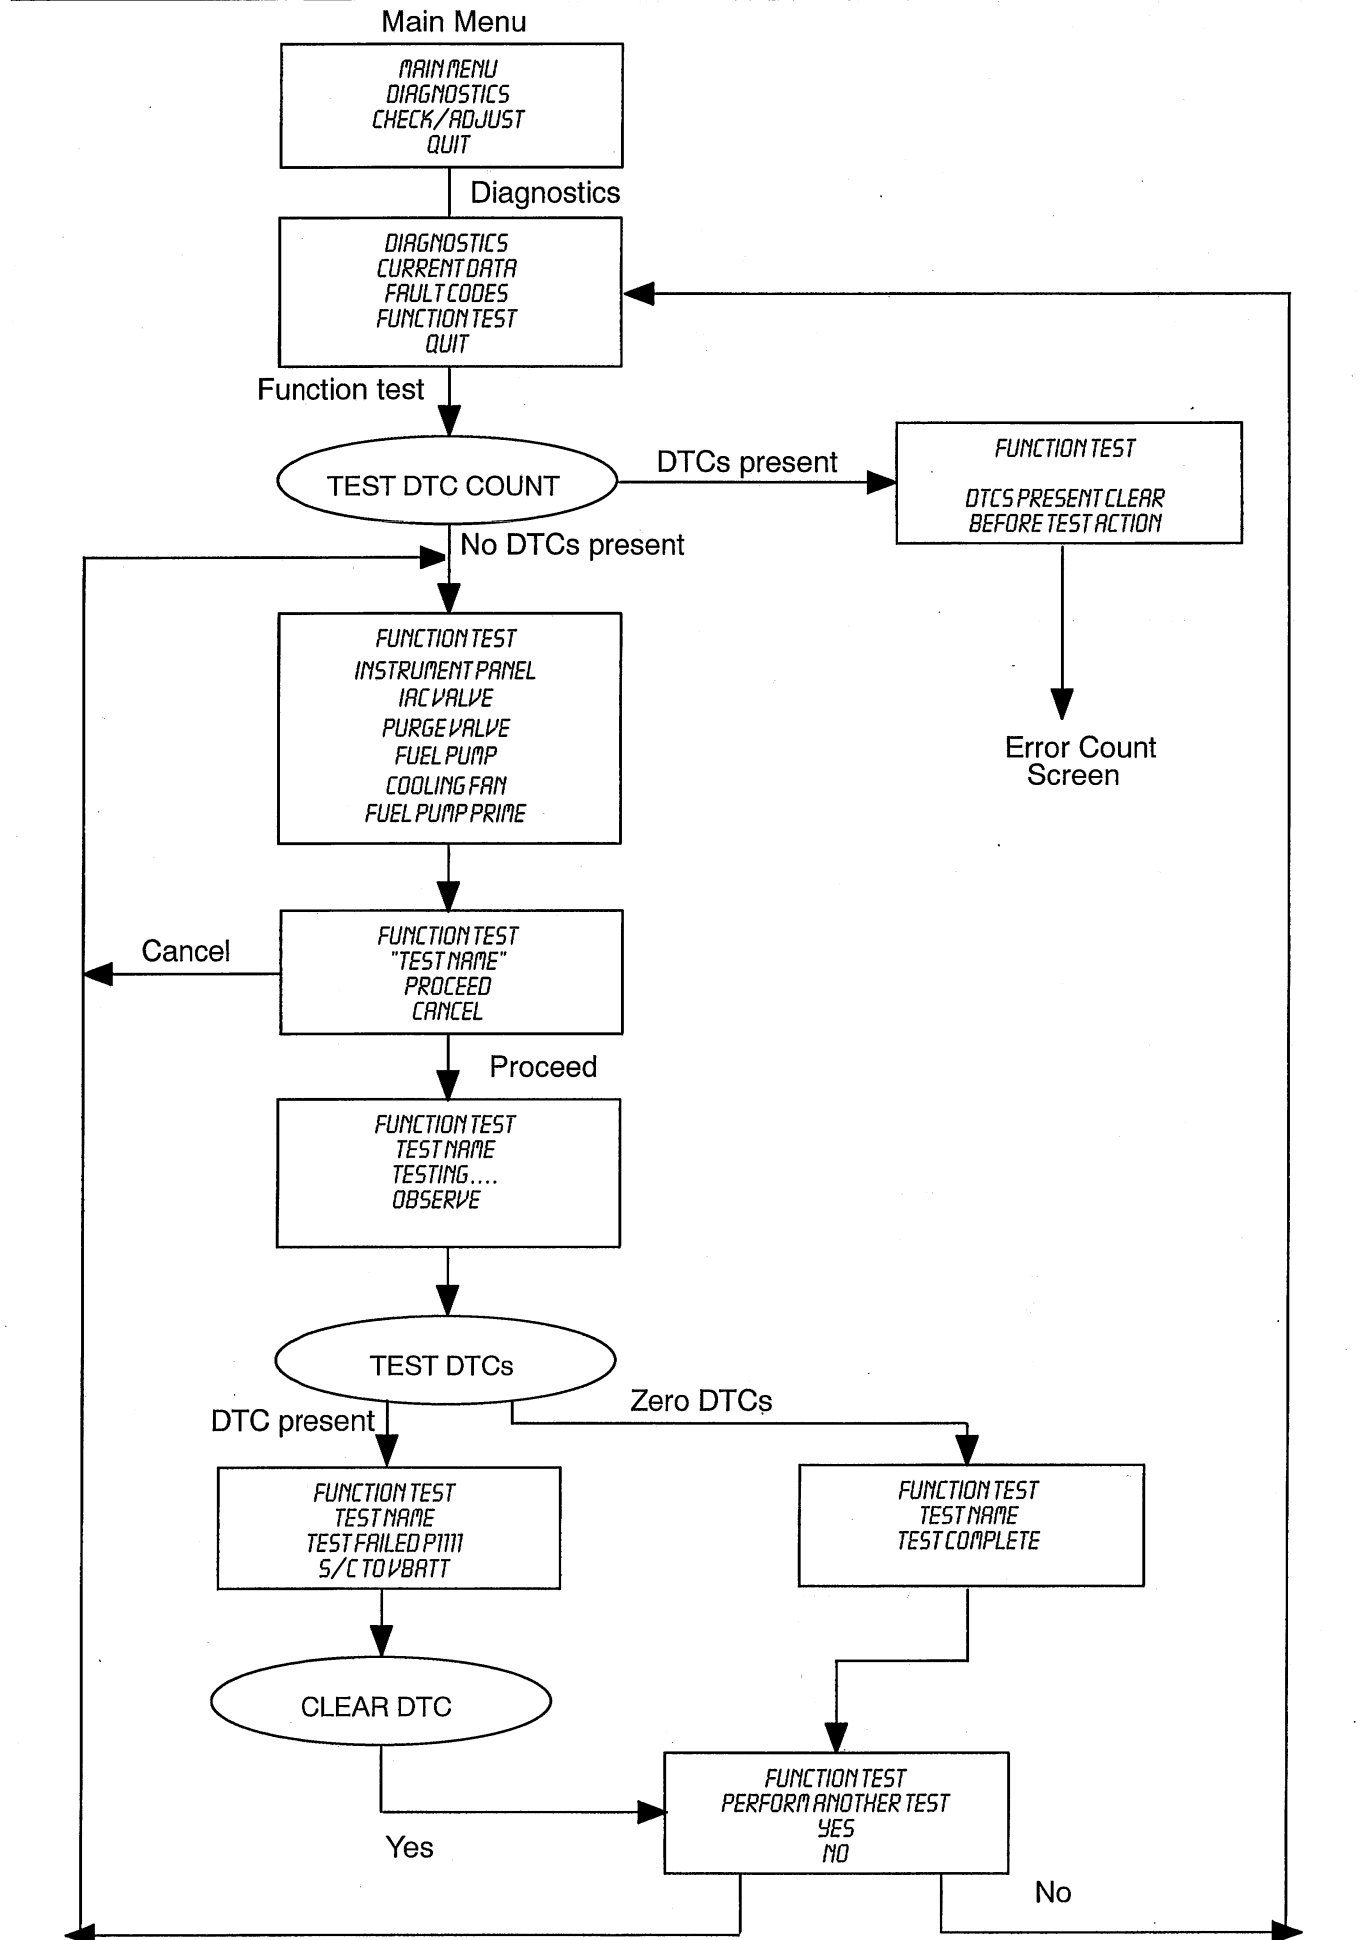 Main Menu
MAIN MENU
DIAGNOSTICS
CHECK/ADJUST
QUIT
Diagnostics
DIAGNOSTICS
CURRENT DATA
FAULT CODES
FUNCTION TEST
QUIT
Function test
TEST DTC COUNT
DTCs present
FUNCTION TEST
DTCS PRESENT CLEAR
BEFORE TEST ACTION
No DTCs present
Error Count
Screen
FUNCTION TEST
INSTRUMENT PANEL
IAC VALVE
PURGE VALVE
FUEL PUMP
COOLING FAN
FUEL PUMP PRIME
Cancel
FUNCTION TEST
"TEST NAME"
PROCEED
CANCEL
Proceed
FUNCTION TEST
TEST NAME
TESTING....
OBSERVE
TEST DTCs
DTC present
Zero DTCs
FUNCTION TEST
TEST NAME
TEST FAILED P1111
S/C TO VBATT
FUNCTION TEST
TEST NAME
TEST COMPLETE
CLEAR DTC
FUNCTION TEST
PERFORM ANOTHER TEST
YES
NO
Yes
No